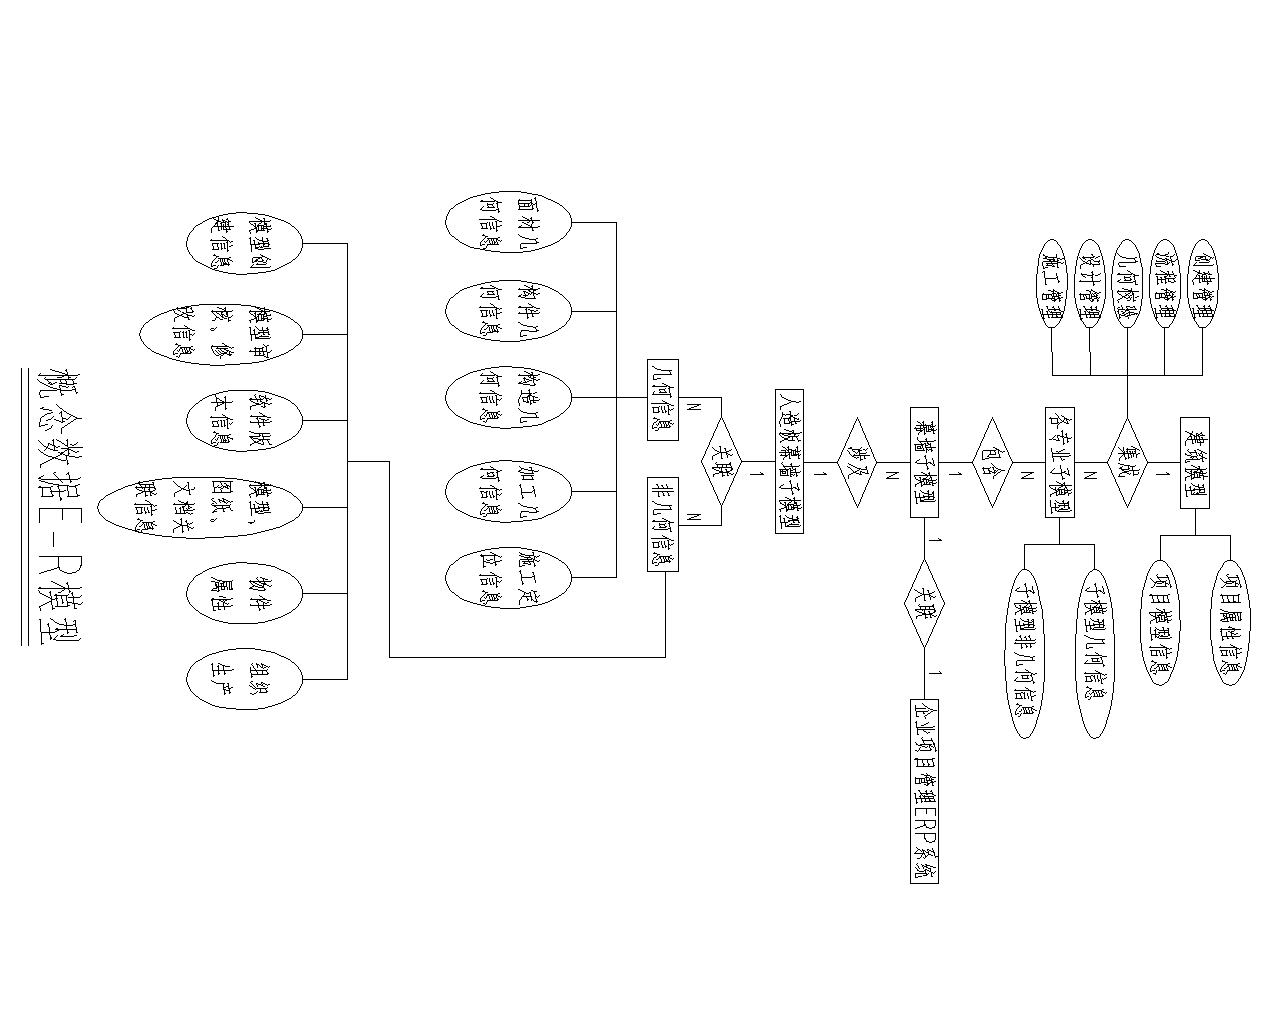 建筑模型
项目属性信息
项目模型信息
1
集成
N
创建管理
流程管理
几何校验
设计管理
施工管理
各专业子模型
子模型几何信息
子模型非几何信息
N
包含
1
幕墙子模型
1
关联
1
企业项目管理ERP系统
N
涉及
1
人造板幕墙子模型
1
关联
N
N
几何信息
非几何信息
面材几
何信息
构件几
何信息
构造几
何信息
加工几
何信息
施工定
位信息
模型创
建信息
模型审
核、修
改信息
软件版
本信息
模型、
图纸、
文档关
联信息
物件
属性
组织
生产
概念数据E-R模型